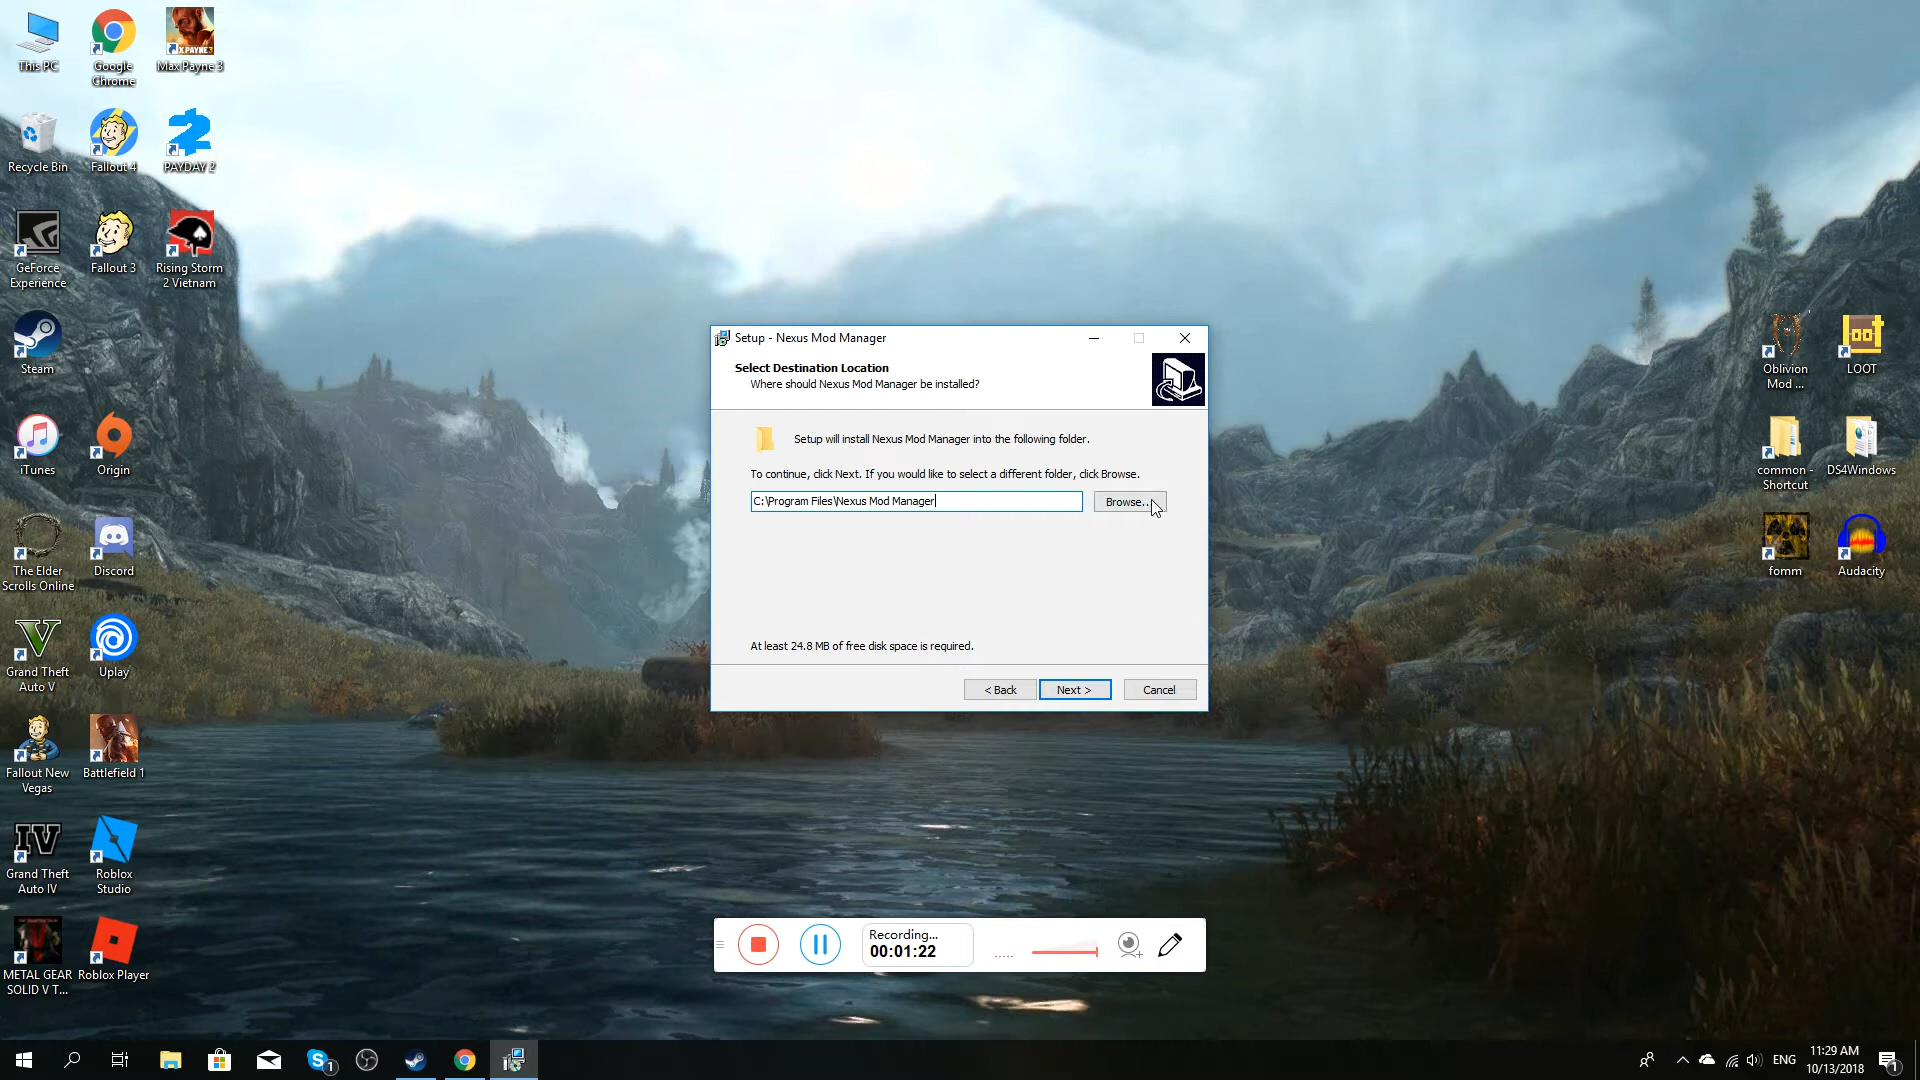 This PC
Google
Chrome
Max Payne 3
Recycle Bin
Fallout 4
PAYDAY 2
GeForce
Experience
Fallout 3
Rising Storm
2 Vietnam
Steam
iTunes
Origin
The Elder
Scrolls Online
Discord
Grand Theft
Auto V
Uplay
Fallout New
Vegas
Battlefield 1
Grand Theft
Auto IV
Roblox
Studio
METAL GEAR
SOLID V T...
Roblox Player
Setup - Nexus Mod Manager
Select Destination Location
Where should Nexus Mod Manager be installed?
Setup will install Nexus Mod Manager into the following folder.
To continue, click Next. If you would like to select a different folder, click Browse.
C:\Program Files\Nexus Mod Manager
Browse...
At least 24.8 MB of free disk space is required.
< Back
Next >
Cancel
Oblivion
Mod ...
LOOT
common -
Shortcut
DS4Windows
fomm
Audacity
Recording...
00:01:22
ENG
11:29 AM
10/13/2018